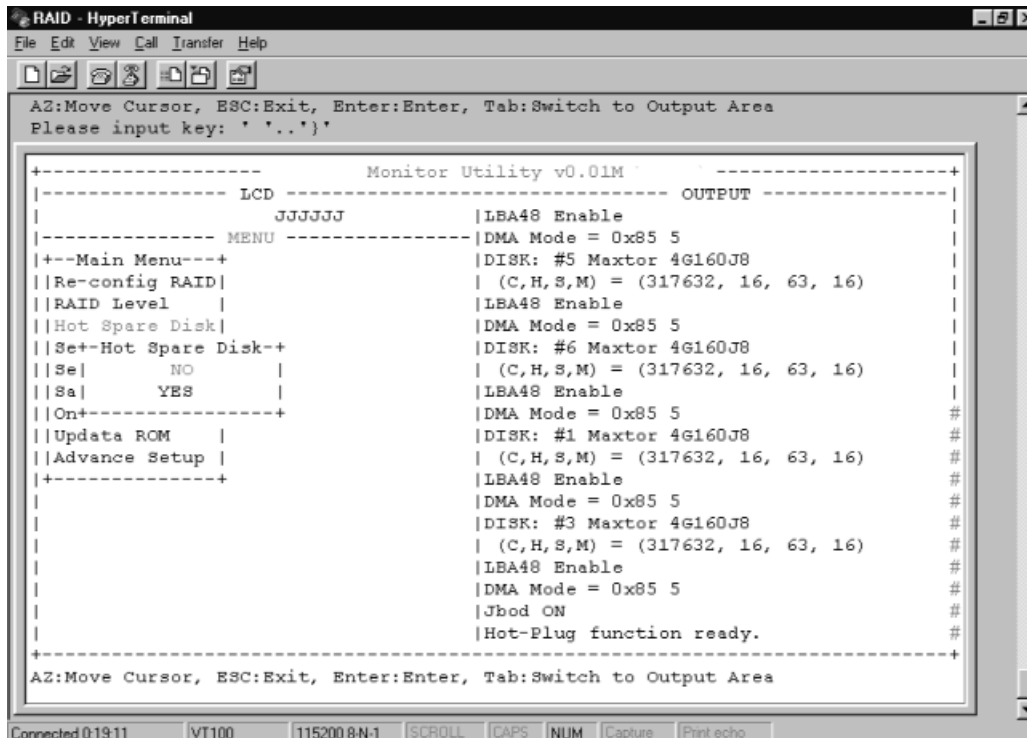 RAID - HyperTerminal
File Edit View Call Transfer Help
AZ:Move Cursor, ESC:Exit, Enter:Enter, Tab:Switch to Output Area
Please input key: ' '..'}'
+------------------- Monitor Utility v0.01M --------------------+
|---------------- LCD --------------------------------- OUTPUT ----------------|
| JJJJJJ |LBA48 Enable |
|--------------- MENU ----------------|DMA Mode = 0x85 5 |
|+--Main Menu---+ |DISK: #5 Maxtor 4G160J8 |
||Re-config RAID| | (C,H,S,M) = (317632, 16, 63, 16) |
||RAID Level | |LBA48 Enable |
||Hot Spare Disk| |DMA Mode = 0x85 5 |
||Se+-Hot Spare Disk-+ |DISK: #6 Maxtor 4G160J8 |
||Se| NO | | (C,H,S,M) = (317632, 16, 63, 16) |
||Sa| YES | |LBA48 Enable |
||On+----------------+ |DMA Mode = 0x85 5 #
||Updata ROM | |DISK: #1 Maxtor 4G160J8 #
||Advance Setup | | (C,H,S,M) = (317632, 16, 63, 16) #
|+--------------+ |LBA48 Enable #
| |DMA Mode = 0x85 5 #
| |DISK: #3 Maxtor 4G160J8 #
| | (C,H,S,M) = (317632, 16, 63, 16) #
| |LBA48 Enable #
| |DMA Mode = 0x85 5 #
| |Jbod ON #
| |Hot-Plug function ready. #
+------------------------------------------------------------------------------+
AZ:Move Cursor, ESC:Exit, Enter:Enter, Tab:Switch to Output Area
Connected 0:19:11 VT100 115200 8-N-1 SCROLL CAPS NUM Capture Print echo